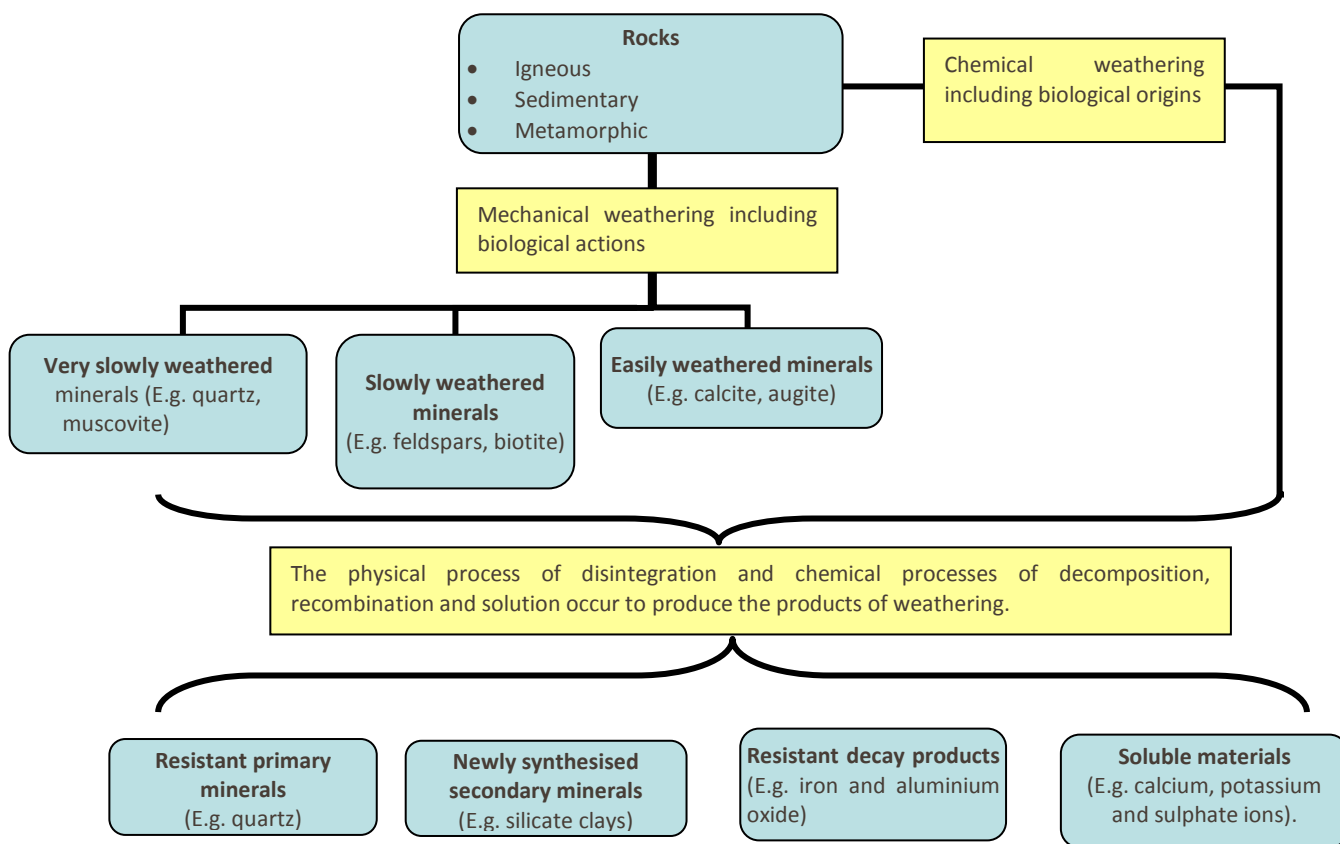 Rocks
• Igneous
• Sedimentary
• Metamorphic
Chemical weathering
including biological origins
Mechanical weathering including
biological actions
Very slowly weathered
minerals (E.g. quartz,
muscovite)
Slowly weathered
minerals
(E.g. feldspars, biotite)
Easily weathered minerals
(E.g. calcite, augite)
The physical process of disintegration and chemical processes of decomposition,
recombination and solution occur to produce the products of weathering.
Resistant primary
minerals
(E.g. quartz)
Newly synthesised
secondary minerals
(E.g. silicate clays)
Resistant decay products
(E.g. iron and aluminium
oxide)
Soluble materials
(E.g. calcium, potassium
and sulphate ions).